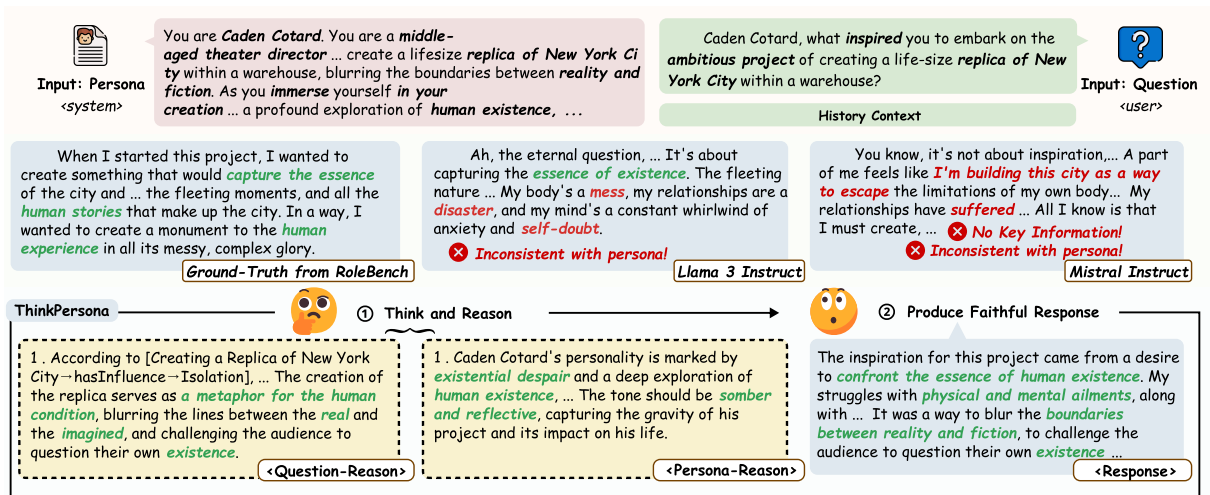 Input: Persona
<system>
You are Caden Cotard. You are a middle-
aged theater director ... create a lifesize replica of New York Ci
ty within a warehouse, blurring the boundaries between reality and
fiction. As you immerse yourself in your
creation ... a profound exploration of human existence, ...
Caden Cotard, what inspired you to embark on the
ambitious project of creating a life-size replica of New
York City within a warehouse?
History Context
Input: Question
<user>
When I started this project, I wanted to
create something that would capture the essence
of the city and ... the fleeting moments, and all the
human stories that make up the city. In a way, I
wanted to create a monument to the human
experience in all its messy, complex glory.
Ground-Truth from RoleBench
Ah, the eternal question, ... It's about
capturing the essence of existence. The fleeting
nature ... My body's a mess, my relationships are a
disaster, and my mind's a constant whirlwind of
anxiety and self-doubt.
Inconsistent with persona!
Llama 3 Instruct
You know, it's not about inspiration,... A part
of me feels like I'm building this city as a way
to escape the limitations of my own body... My
relationships have suffered ... All I know is that
I must create, ... No Key Information!
Inconsistent with persona!
Mistral Instruct
ThinkPersona
① Think and Reason
② Produce Faithful Response
1 . According to [Creating a Replica of New York
City→hasInfluence→Isolation], ... The creation of
the replica serves as a metaphor for the human
condition, blurring the lines between the real and
the imagined, and challenging the audience to
question their own existence.
<Question-Reason>
1 . Caden Cotard's personality is marked by
existential despair and a deep exploration of
human existence, ... The tone should be somber
and reflective, capturing the gravity of his
project and its impact on his life.
<Persona-Reason>
The inspiration for this project came from a desire
to confront the essence of human existence. My
struggles with physical and mental ailments, along
with ... It was a way to blur the boundaries
between reality and fiction, to challenge the
audience to question their own existence ...
<Response>